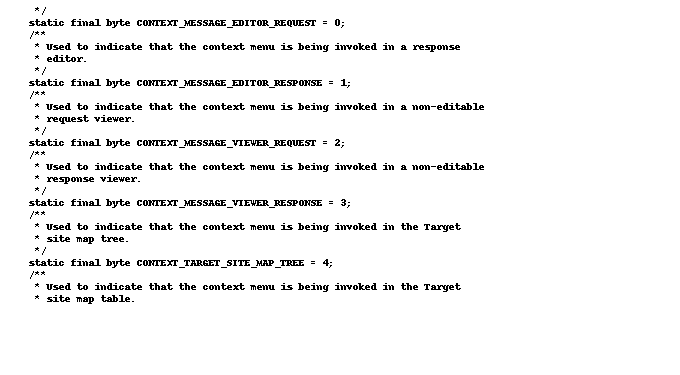 */
static final byte CONTEXT_MESSAGE_EDITOR_REQUEST = 0;
/**
* Used to indicate that the context menu is being invoked in a response
* editor.
*/
static final byte CONTEXT_MESSAGE_EDITOR_RESPONSE = 1;
/**
* Used to indicate that the context menu is being invoked in a non-editable
* request viewer.
*/
static final byte CONTEXT_MESSAGE_VIEWER_REQUEST = 2;
/**
* Used to indicate that the context menu is being invoked in a non-editable
* response viewer.
*/
static final byte CONTEXT_MESSAGE_VIEWER_RESPONSE = 3;
/**
* Used to indicate that the context menu is being invoked in the Target
* site map tree.
*/
static final byte CONTEXT_TARGET_SITE_MAP_TREE = 4;
/**
* Used to indicate that the context menu is being invoked in the Target
* site map table.